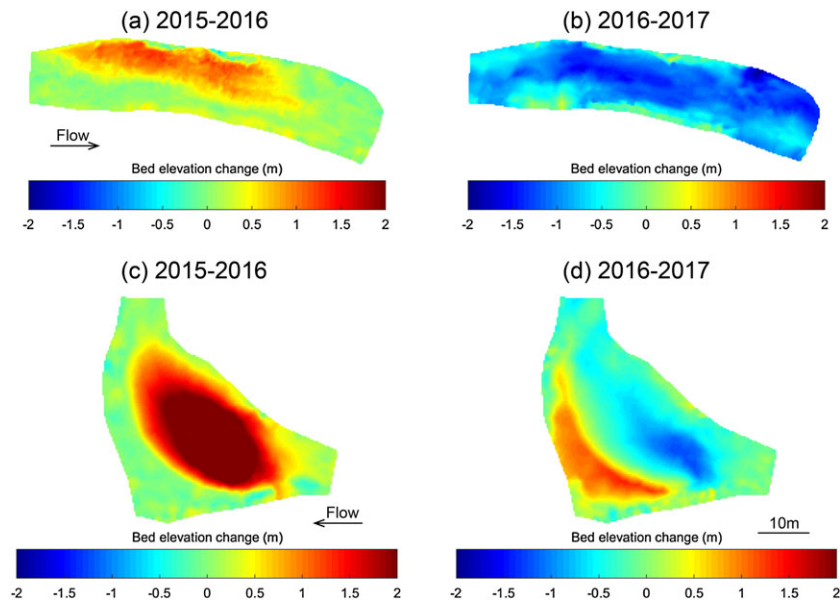 (a) 2015-2016
(b) 2016-2017
Flow
Bed elevation change (m)
-2 -1.5 -1 -0.5 0 0.5 1 1.5 2
Bed elevation change (m)
-2 -1.5 -1 -0.5 0 0.5 1 1.5 2
(c) 2015-2016
(d) 2016-2017
Flow
10m
Bed elevation change (m)
-2 -1.5 -1 -0.5 0 0.5 1 1.5 2
Bed elevation change (m)
-2 -1.5 -1 -0.5 0 0.5 1 1.5 2